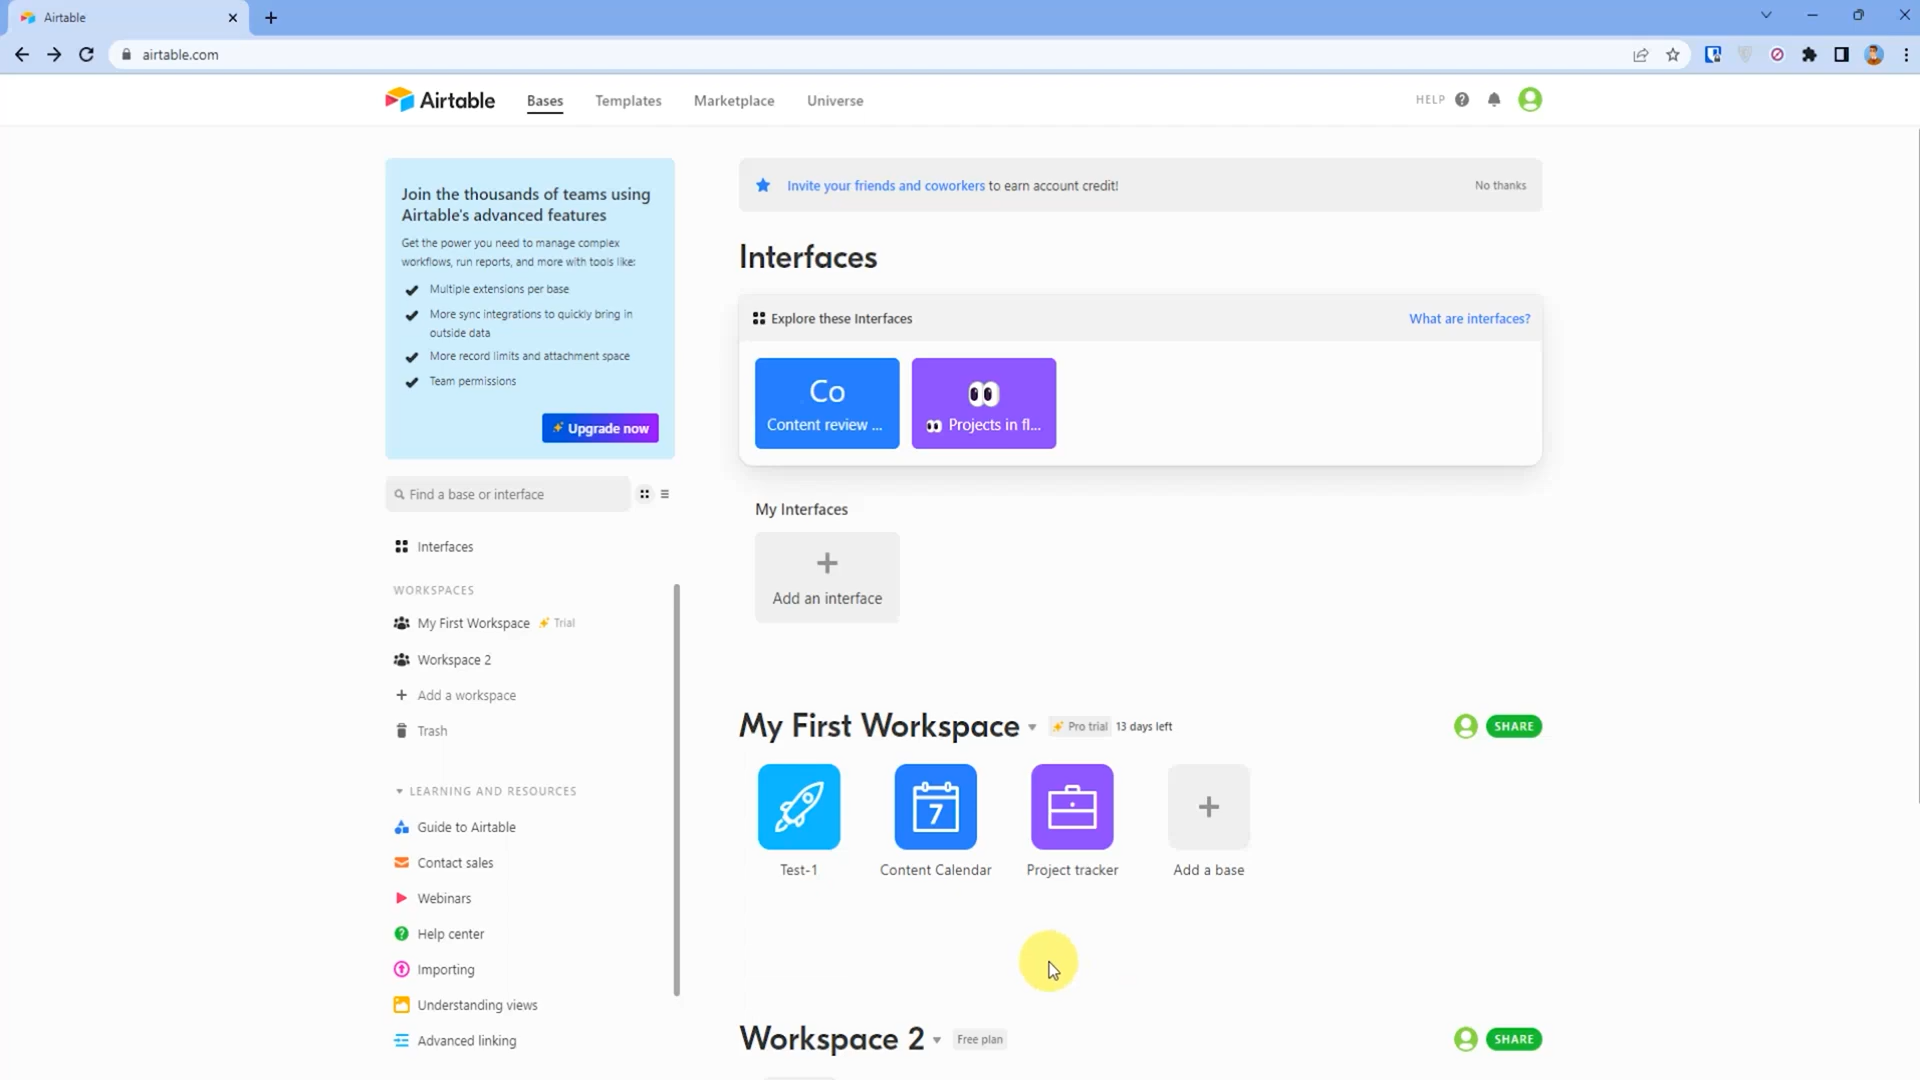 Airtable
airtable.com
Airtable
Bases
Templates
Marketplace
Universe
HELP
Join the thousands of teams using
Airtable's advanced features
Get the power you need to manage complex
workflows, run reports, and more with tools like:
Multiple extensions per base
More sync integrations to quickly bring in
outside data
More record limits and attachment space
Team permissions
Upgrade now
Find a base or interface
Interfaces
WORKSPACES
My First Workspace Trial
Workspace 2
Add a workspace
Trash
LEARNING AND RESOURCES
Guide to Airtable
Contact sales
Webinars
Help center
Importing
Understanding views
Advanced linking
Invite your friends and coworkers to earn account credit!
No thanks
Interfaces
Explore these Interfaces
What are interfaces?
Co
Content review ...
Projects in fl...
My Interfaces
Add an interface
My First Workspace
Pro trial 13 days left
SHARE
7
Test-1
Content Calendar
Project tracker
Add a base
Workspace 2
Free plan
SHARE